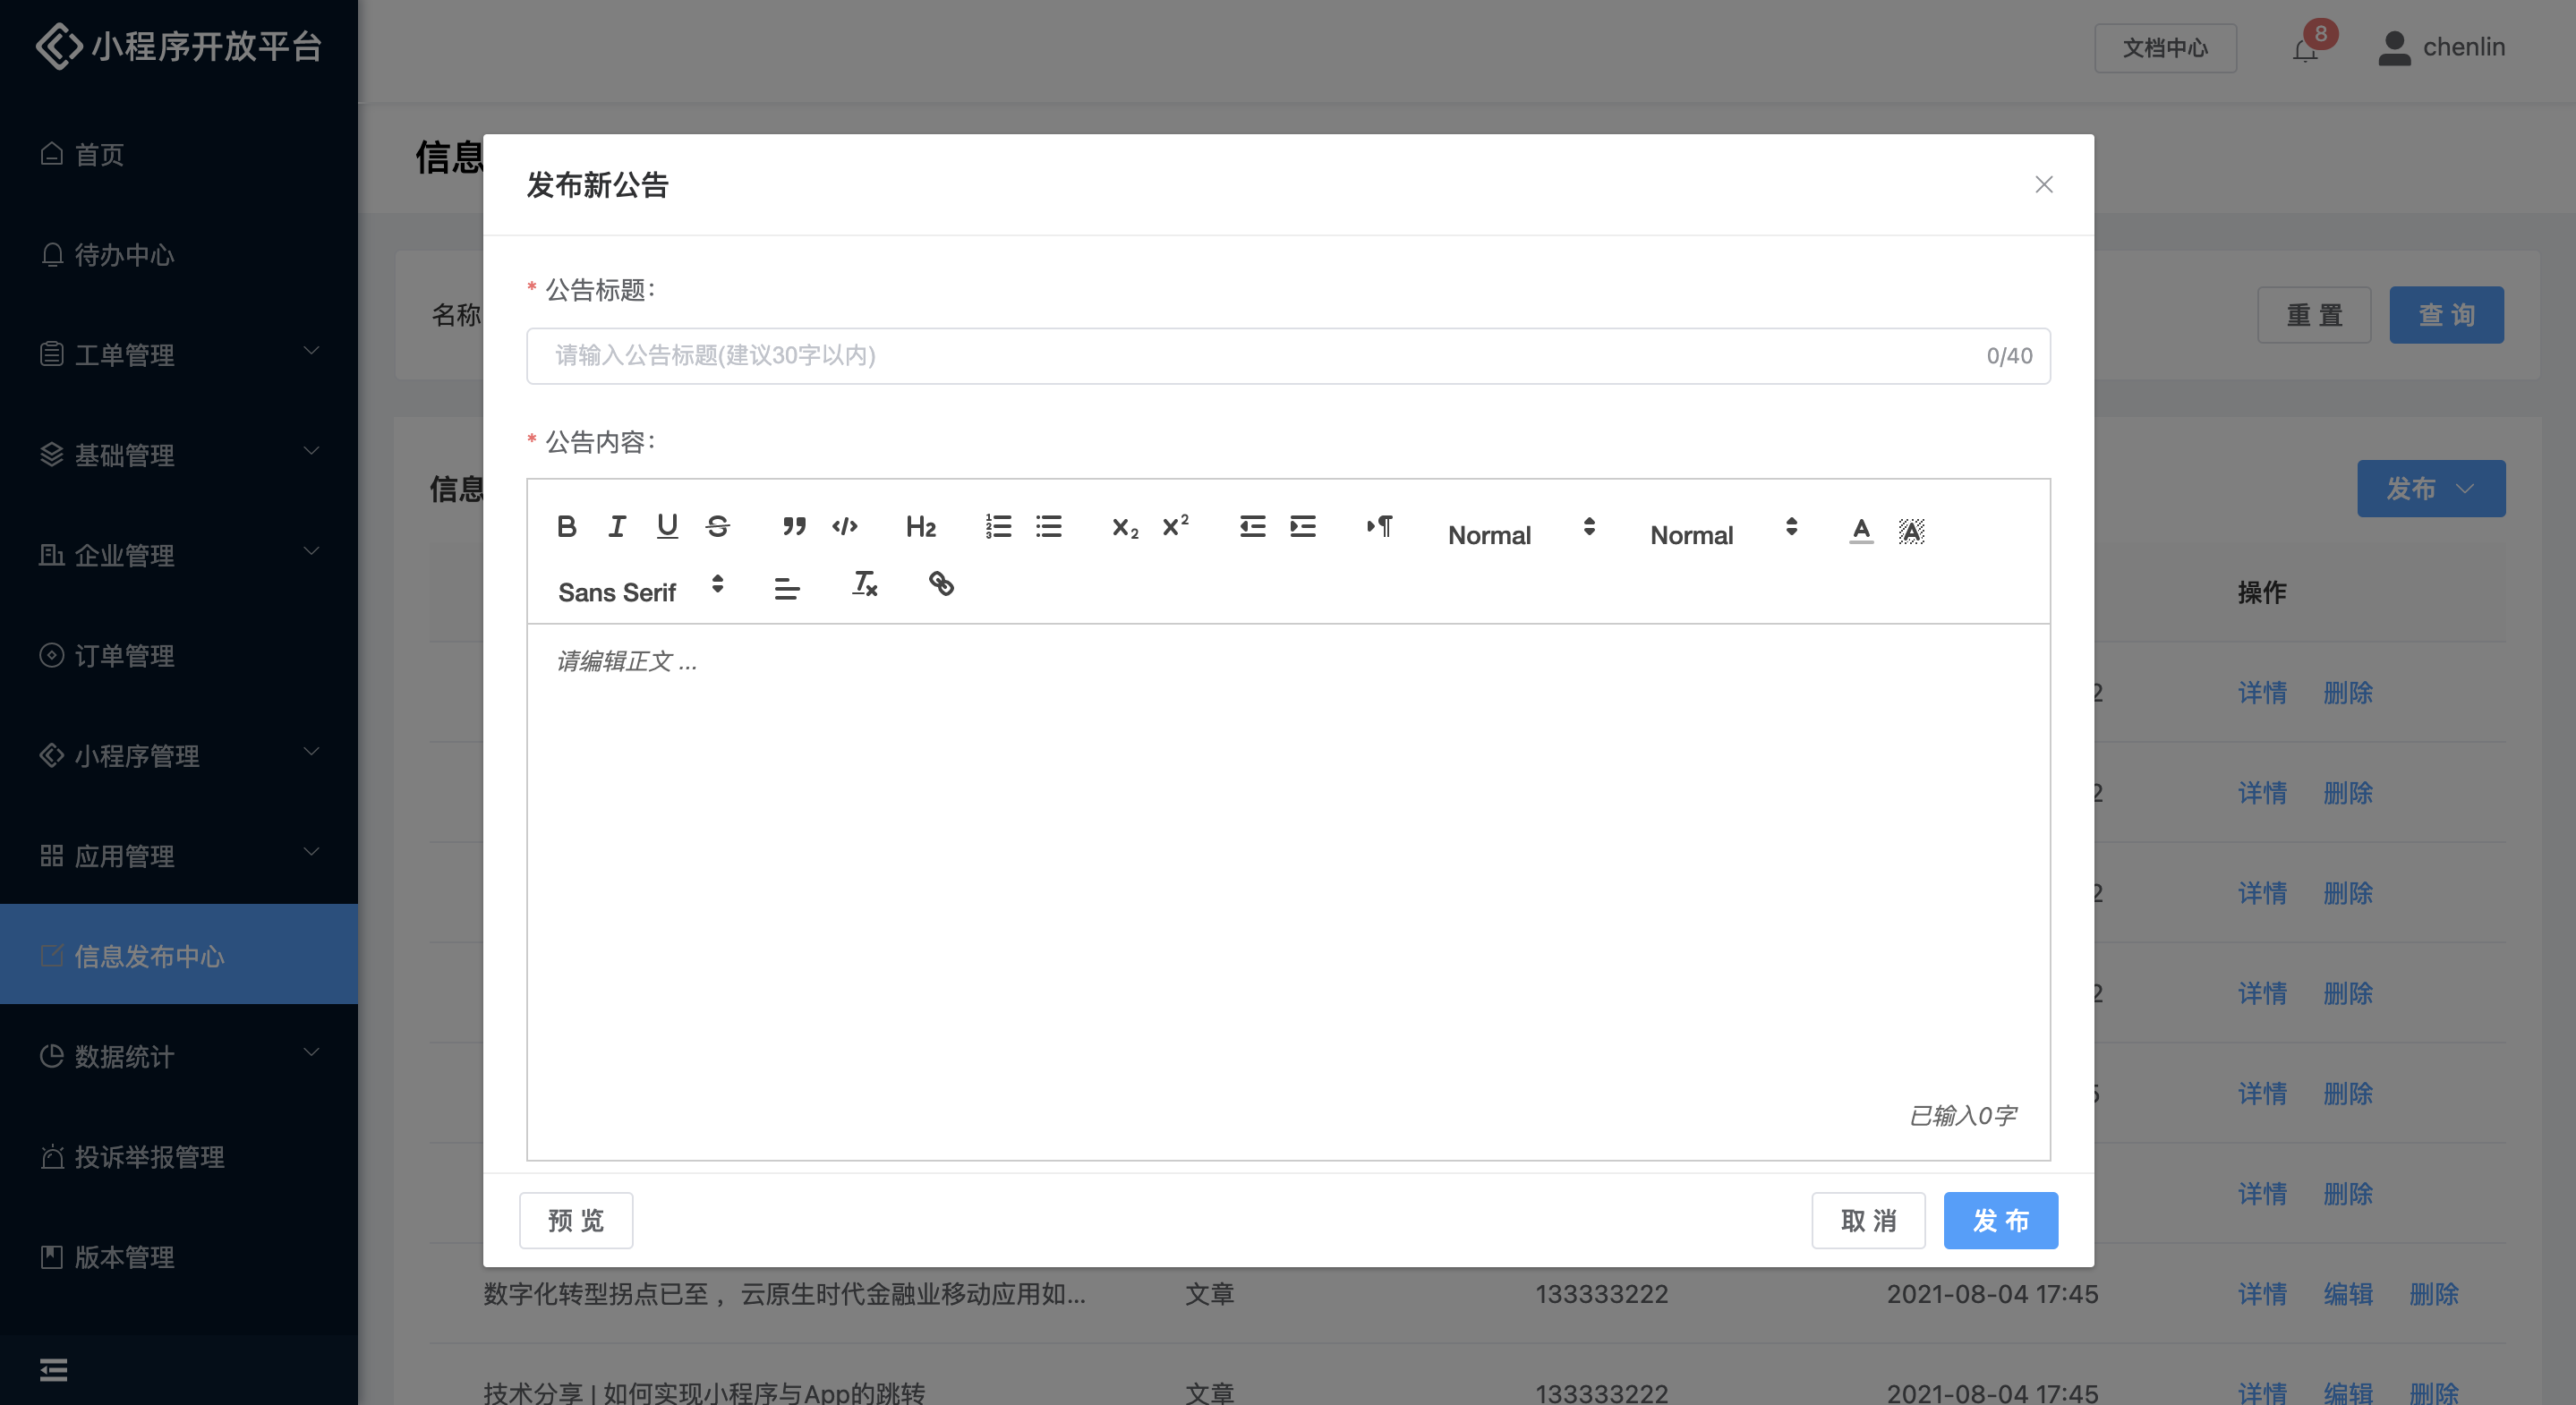 小程序开放平台
文档中心
8
chenlin
首页
待办中心
工单管理
基础管理
企业管理
订单管理
小程序管理
应用管理
信息发布中心
数据统计
投诉举报管理
版本管理
信息
名称
重 置
查 询
信息
发布
操作
2
详情 删除
2
详情 删除
2
详情 删除
2
详情 删除
详情 删除
详情 删除
发布新公告
* 公告标题:
请输入公告标题(建议30字以内)
0/40
* 公告内容:
B I U S H2 X2 X2 Normal Normal A A
Sans Serif
请编辑正文 ...
已输入0字
预 览
取 消
发 布
数字化转型拐点已至 ，云原生时代金融业移动应用如... 文章 133333222 2021-08-04 17:45 详情 编辑 删除
技术分享 | 如何实现小程序与App的跳转 文章 133333222 2021-08-04 17:45 详情 编辑 删除